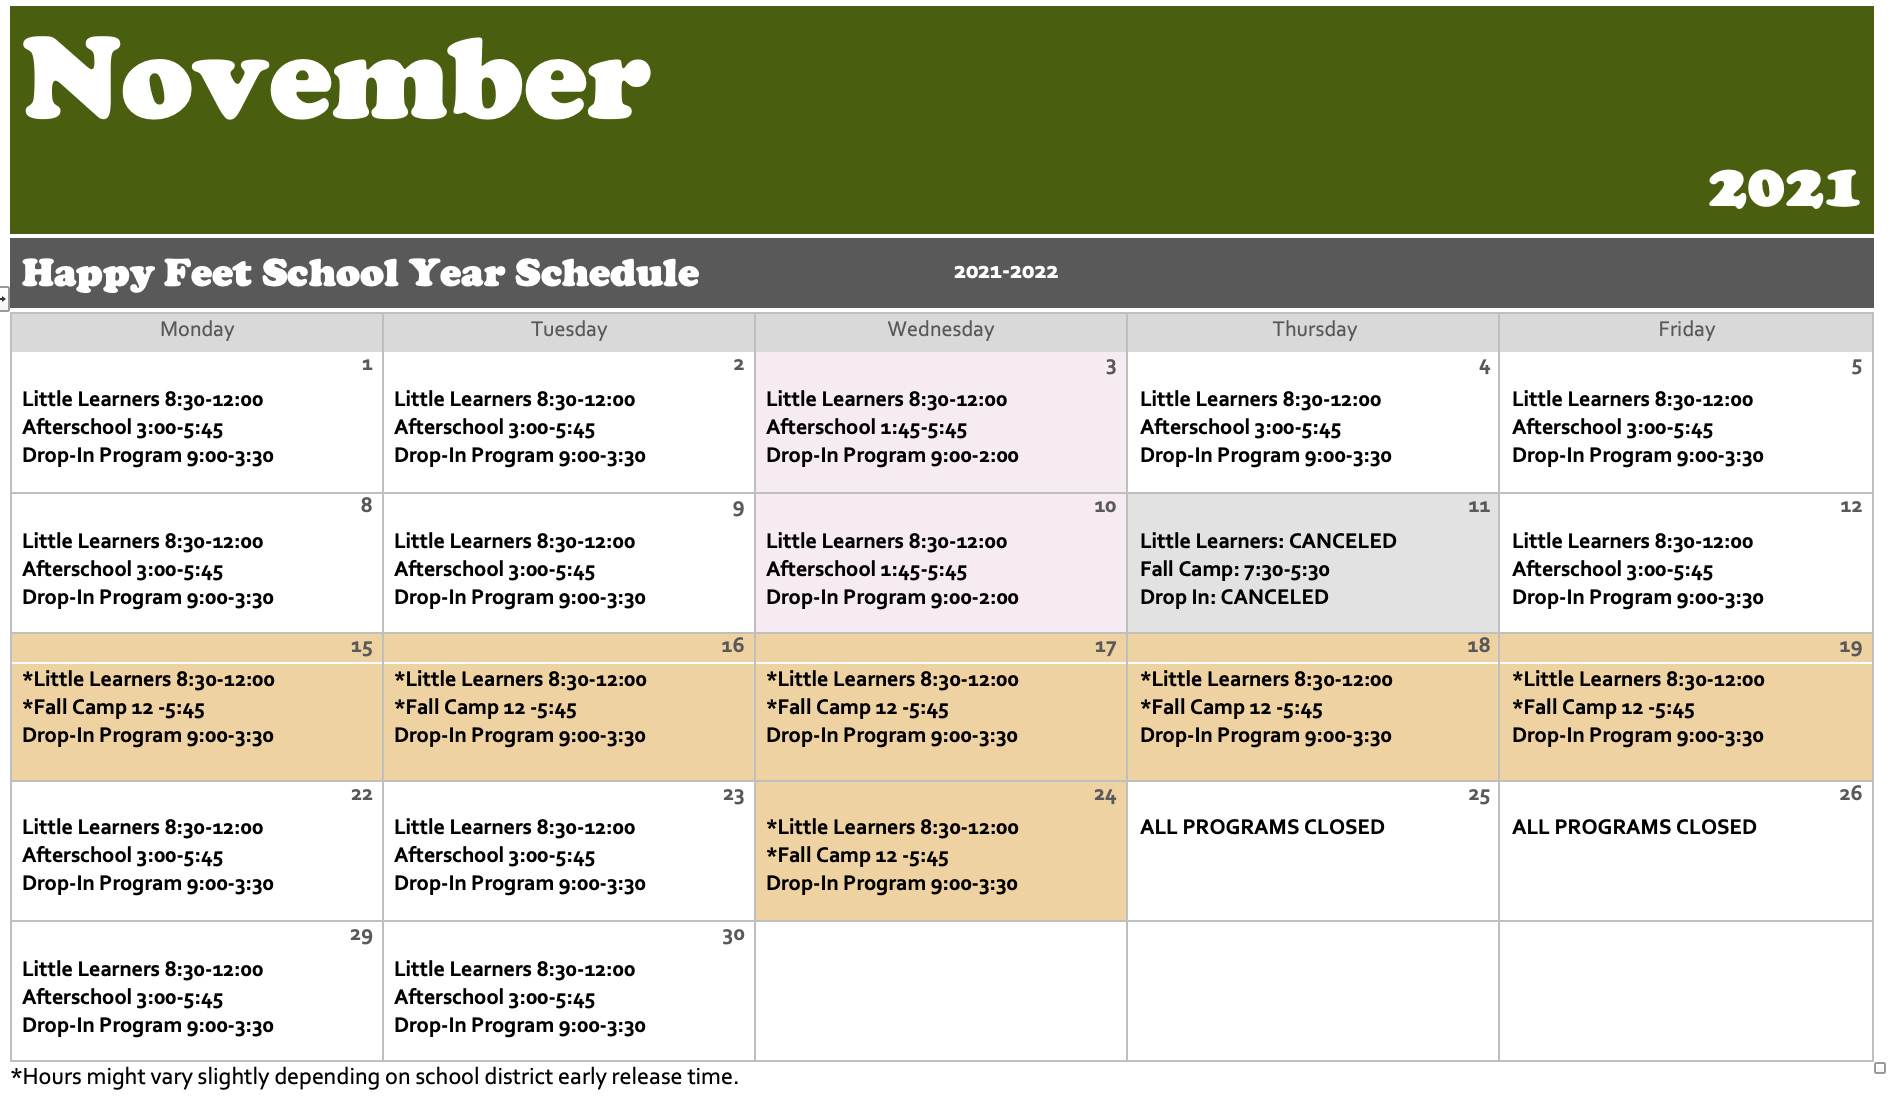 November
2021
Happy Feet School Year Schedule 2021-2022
Monday Tuesday Wednesday Thursday Friday
1
Little Learners 8:30-12:00
Afterschool 3:00-5:45
Drop-In Program 9:00-3:30
2
Little Learners 8:30-12:00
Afterschool 3:00-5:45
Drop-In Program 9:00-3:30
3
Little Learners 8:30-12:00
Afterschool 1:45-5:45
Drop-In Program 9:00-2:00
4
Little Learners 8:30-12:00
Afterschool 3:00-5:45
Drop-In Program 9:00-3:30
5
Little Learners 8:30-12:00
Afterschool 3:00-5:45
Drop-In Program 9:00-3:30
8
Little Learners 8:30-12:00
Afterschool 3:00-5:45
Drop-In Program 9:00-3:30
9
Little Learners 8:30-12:00
Afterschool 3:00-5:45
Drop-In Program 9:00-3:30
10
Little Learners 8:30-12:00
Afterschool 1:45-5:45
Drop-In Program 9:00-2:00
11
Little Learners: CANCELED
Fall Camp: 7:30-5:30
Drop In: CANCELED
12
Little Learners 8:30-12:00
Afterschool 3:00-5:45
Drop-In Program 9:00-3:30
15
*Little Learners 8:30-12:00
*Fall Camp 12 -5:45
Drop-In Program 9:00-3:30
16
*Little Learners 8:30-12:00
*Fall Camp 12 -5:45
Drop-In Program 9:00-3:30
17
*Little Learners 8:30-12:00
*Fall Camp 12 -5:45
Drop-In Program 9:00-3:30
18
*Little Learners 8:30-12:00
*Fall Camp 12 -5:45
Drop-In Program 9:00-3:30
19
*Little Learners 8:30-12:00
*Fall Camp 12 -5:45
Drop-In Program 9:00-3:30
22
Little Learners 8:30-12:00
Afterschool 3:00-5:45
Drop-In Program 9:00-3:30
23
Little Learners 8:30-12:00
Afterschool 3:00-5:45
Drop-In Program 9:00-3:30
24
*Little Learners 8:30-12:00
*Fall Camp 12 -5:45
Drop-In Program 9:00-3:30
25
ALL PROGRAMS CLOSED
26
ALL PROGRAMS CLOSED
29
Little Learners 8:30-12:00
Afterschool 3:00-5:45
Drop-In Program 9:00-3:30
30
Little Learners 8:30-12:00
Afterschool 3:00-5:45
Drop-In Program 9:00-3:30
*Hours might vary slightly depending on school district early release time.